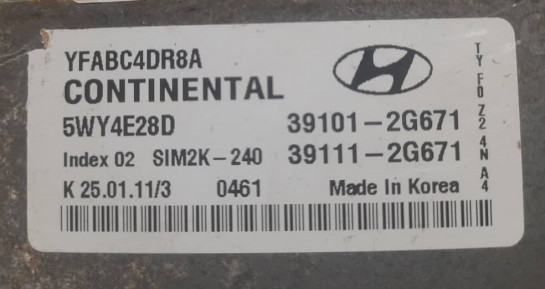 YFABC4DR8A
CONTINENTAL
5WY4E28D 39101-2G671
Index 02 SIM2K-240 39111-2G671
K 25.01.11/3 0461 Made In Korea
TY FD Z2 4N A4